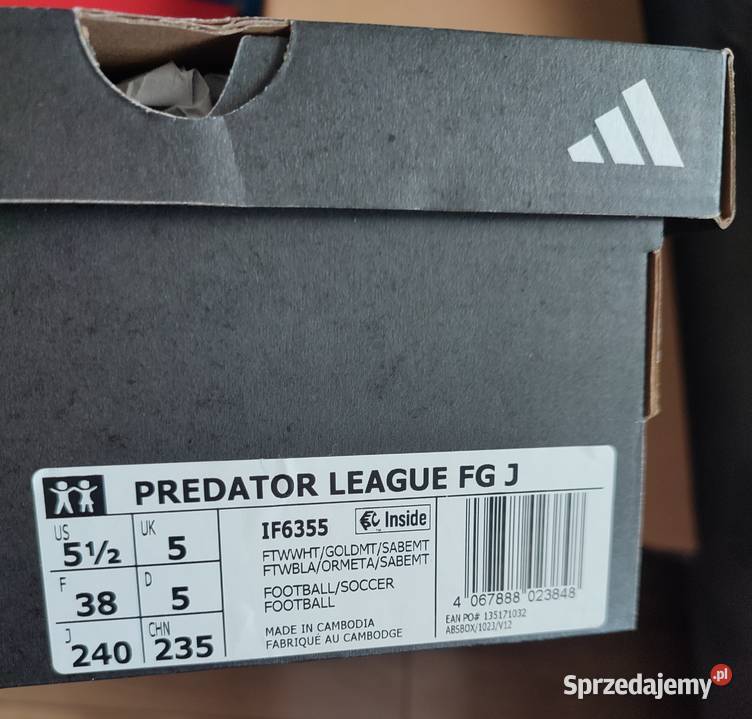 PREDATOR LEAGUE FG J
US 5½ UK 5
F 38 D 5
J 240 CHN 235
IF6355 Inside
FTWWHT/GOLDMT/SABEMT
FTWBLA/ORMETA/SABEMT
FOOTBALL/SOCCER
FOOTBALL
MADE IN CAMBODIA
FABRIQUÉ AU CAMBODGE
4 067888 023848
EAN PO# 135171032
ABSBOX/1023/V12
Sprzedajemy.pl